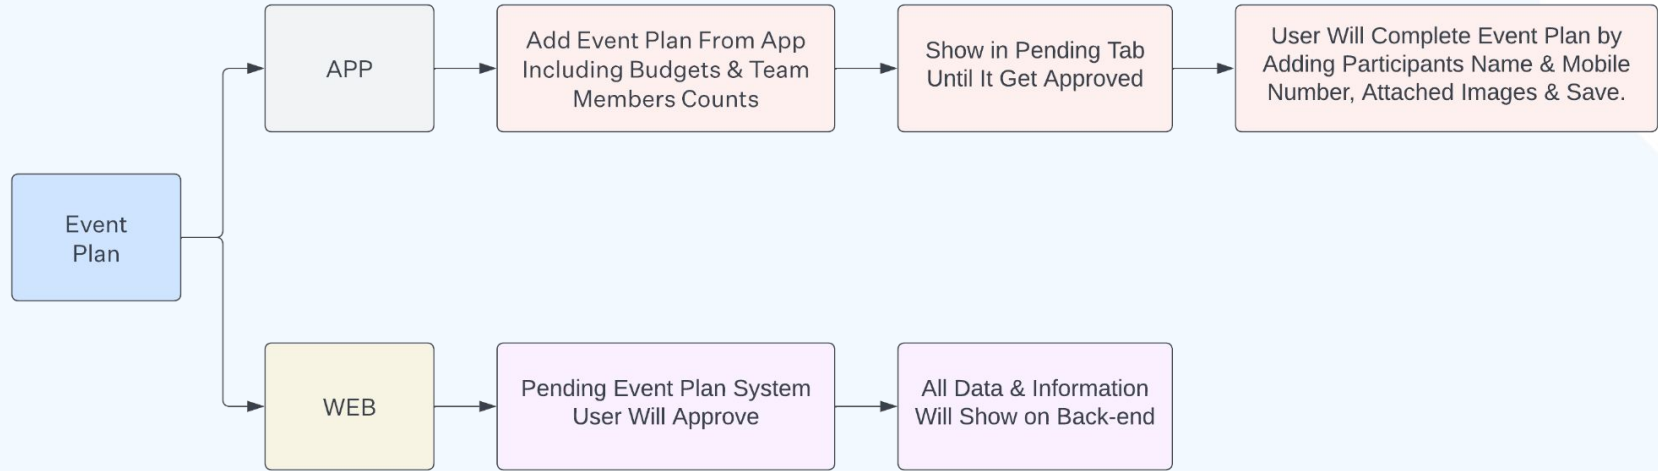 Event
Plan
APP
Add Event Plan From App
Including Budgets & Team
Members Counts
Show in Pending Tab
Until It Get Approved
User Will Complete Event Plan by
Adding Participants Name & Mobile
Number, Attached Images & Save.
WEB
Pending Event Plan System
User Will Approve
All Data & Information
Will Show on Back-end